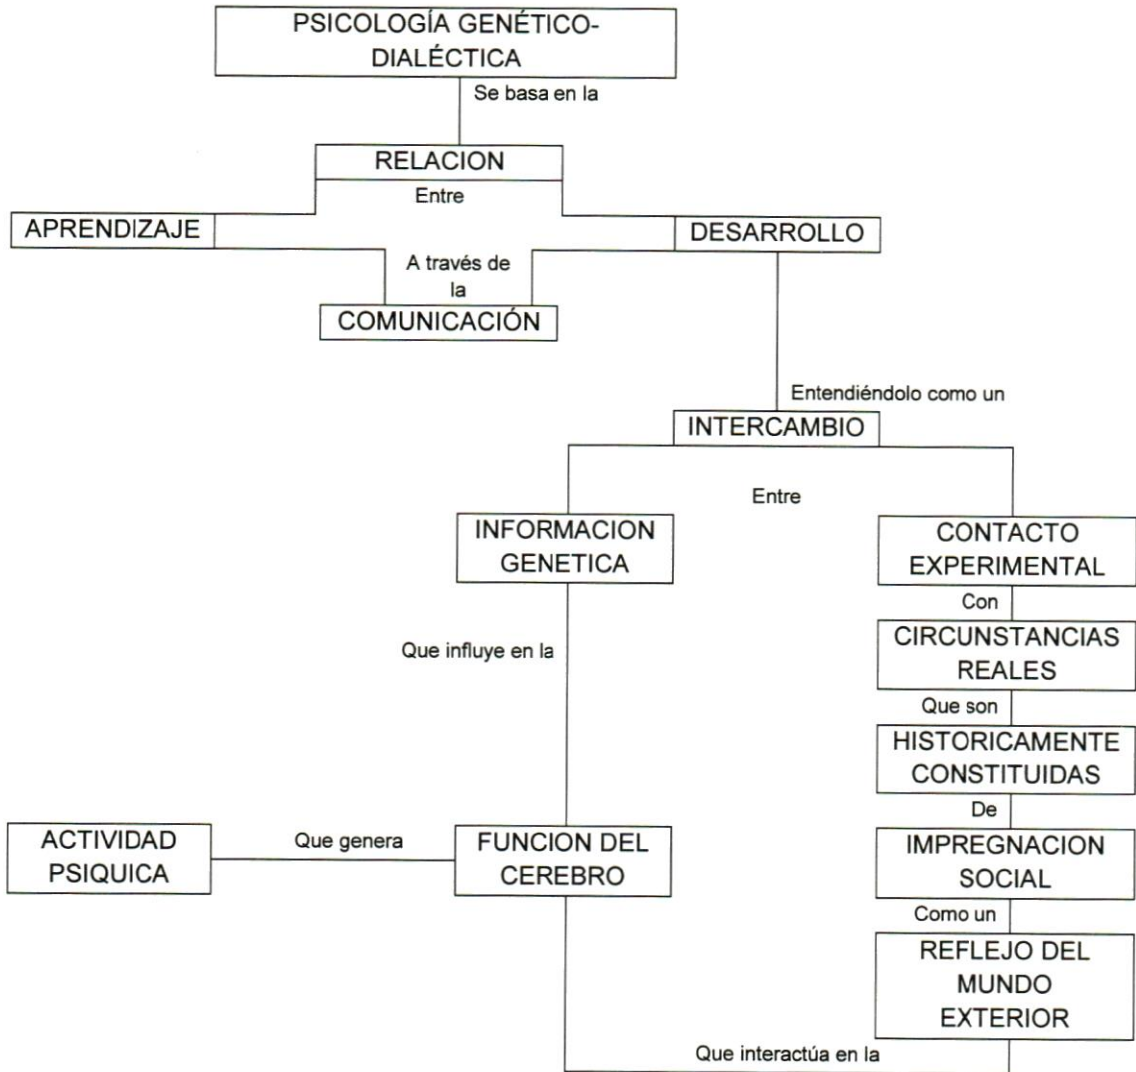 PSICOLOGÍA GENÉTICO-
DIALÉCTICA
Se basa en la
RELACION
Entre
APRENDIZAJE
DESARROLLO
A través de
la
COMUNICACIÓN
Entendiéndolo como un
INTERCAMBIO
Entre
INFORMACION
GENETICA
CONTACTO
EXPERIMENTAL
Con
CIRCUNSTANCIAS
REALES
Que influye en la
Que son
HISTORICAMENTE
CONSTITUIDAS
De
ACTIVIDAD
PSIQUICA
Que genera
FUNCION DEL
CEREBRO
IMPREGNACION
SOCIAL
Como un
REFLEJO DEL
MUNDO
EXTERIOR
Que interactúa en la